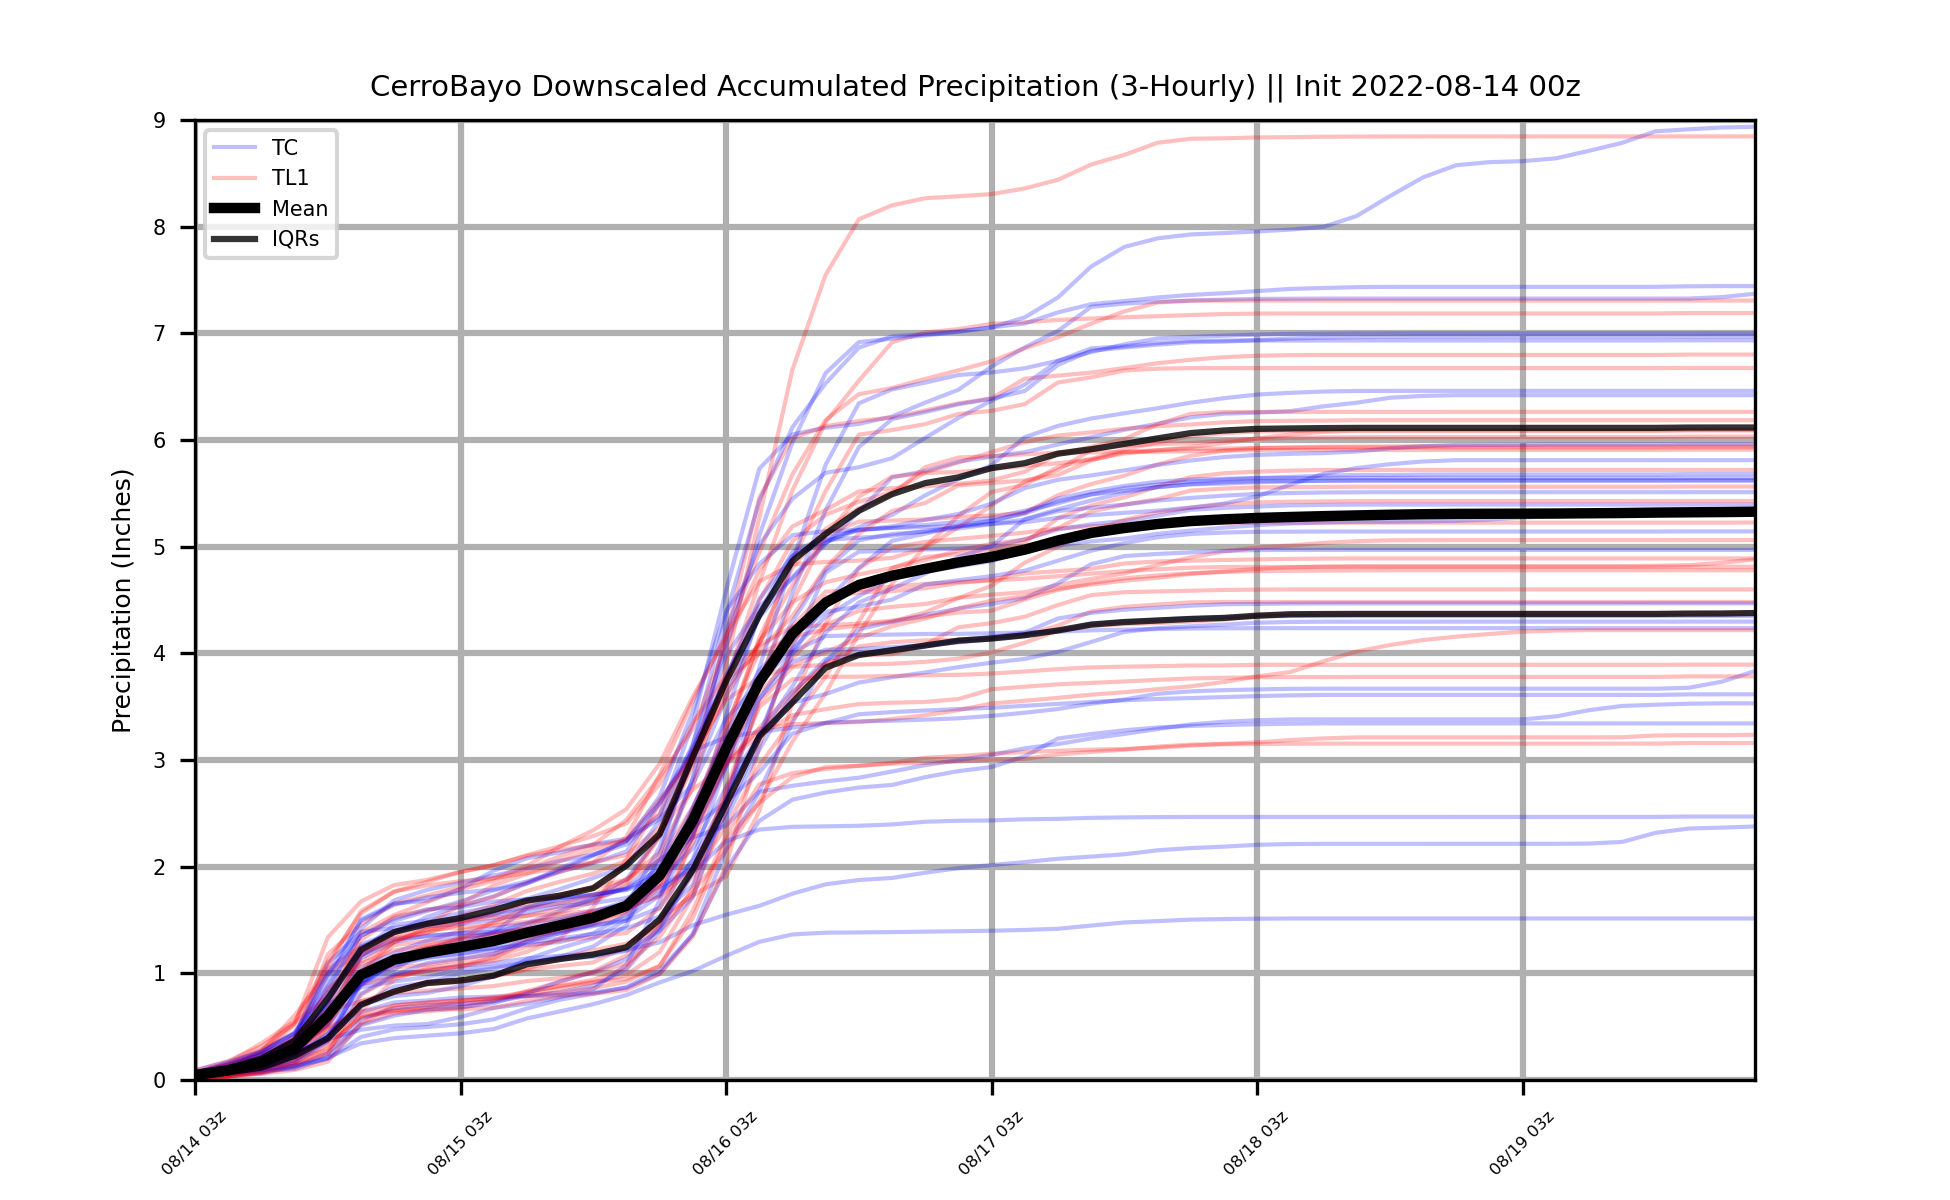 CerroBayo Downscaled Accumulated Precipitation (3-Hourly) || Init 2022-08-14 00z
TC
TL1
Mean
IQRs
Precipitation (Inches)
9
8
7
6
5
4
3
2
1
0
08/14 03z
08/15 03z
08/16 03z
08/17 03z
08/18 03z
08/19 03z